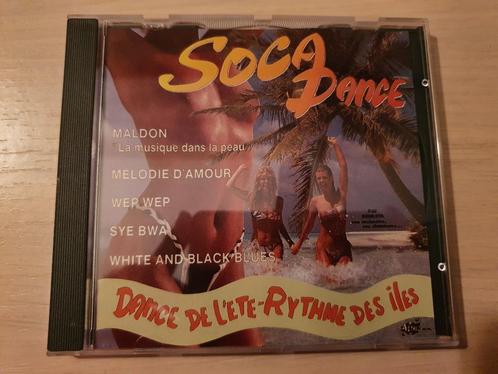 SOCA
DANCE
MALDON
"La musique dans la peau"
MELODIE D'AMOUR
WEP WEP
SYE BWA
WHITE AND BLACK BLUES
DANCE DE L'ETE-RYTHME DES ILES